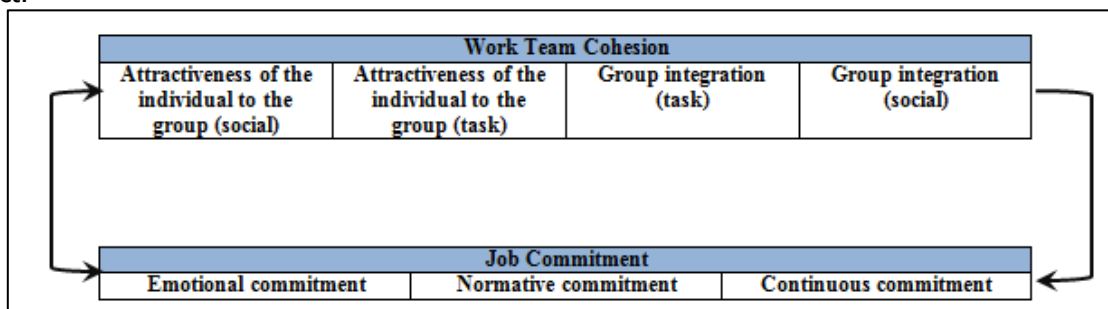 Work Team Cohesion
Attractiveness of the individual to the group (social)
Attractiveness of the individual to the group (task)
Group integration (task)
Group integration (social)
Job Commitment
Emotional commitment
Normative commitment
Continuous commitment